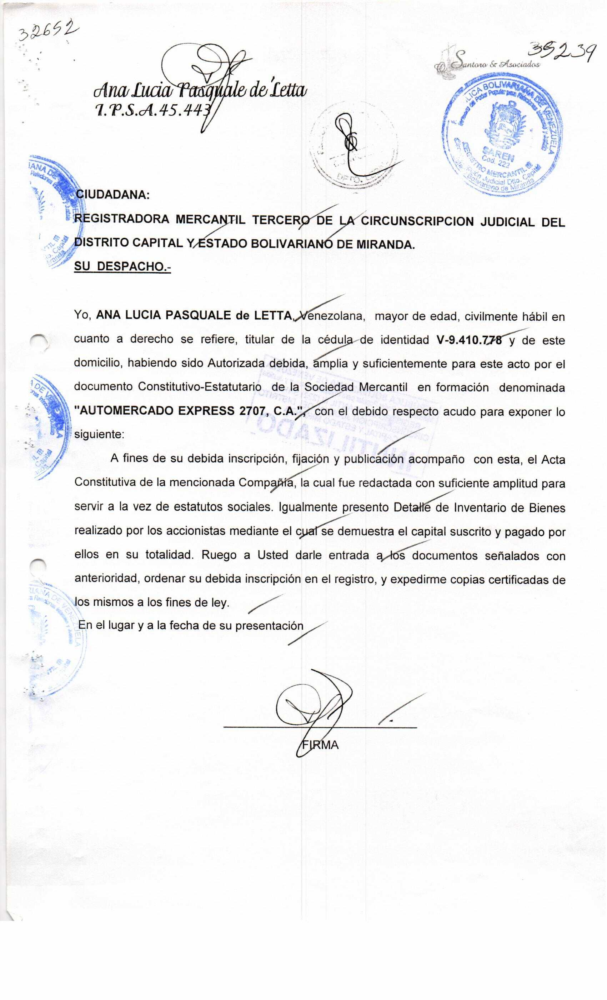 32652
35239
Santoro & Asociados
Ana Lucia Pasquale de Letta
I.P.S.A.45.443
BOLIVARIANA DE VENEZUELA
SAREN
Cod. 222
REGISTRO MERCANTIL III
Judicial Dtto. Capital
Bolivariano de Miranda
DPTO.
CIUDADANA:
REGISTRADORA MERCANTIL TERCERO DE LA CIRCUNSCRIPCION JUDICIAL DEL
DISTRITO CAPITAL Y ESTADO BOLIVARIANO DE MIRANDA.
SU DESPACHO.-
Yo, ANA LUCIA PASQUALE de LETTA, Venezolana, mayor de edad, civilmente hábil en
cuanto a derecho se refiere, titular de la cédula de identidad V-9.410.778 y de este
domicilio, habiendo sido Autorizada debida, amplia y suficientemente para este acto por el
documento Constitutivo-Estatutario de la Sociedad Mercantil en formación denominada
"AUTOMERCADO EXPRESS 2707, C.A.", con el debido respecto acudo para exponer lo
siguiente:
A fines de su debida inscripción, fijación y publicación acompaño con esta, el Acta
Constitutiva de la mencionada Compañía, la cual fue redactada con suficiente amplitud para
servir a la vez de estatutos sociales. Igualmente presento Detalle de Inventario de Bienes
realizado por los accionistas mediante el cual se demuestra el capital suscrito y pagado por
ellos en su totalidad. Ruego a Usted darle entrada a los documentos señalados con
anterioridad, ordenar su debida inscripción en el registro, y expedirme copias certificadas de
los mismos a los fines de ley.
En el lugar y a la fecha de su presentación
INUTILIZADO
FIRMA